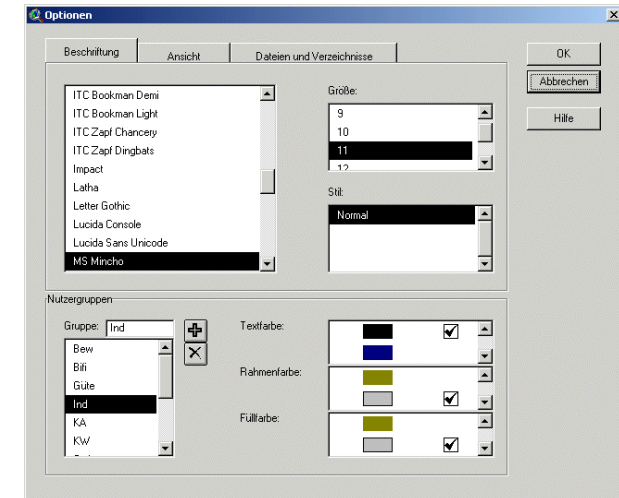 Optionen
Beschriftung
Ansicht
Dateien und Verzeichnisse
OK
Abbrechen
Hilfe
ITC Bookman Demi
ITC Bookman Light
ITC Zapf Chancery
ITC Zapf Dingbats
Impact
Latha
Letter Gothic
Lucida Console
Lucida Sans Unicode
MS Mincho
Größe:
9
10
11
12
Stil:
Normal
Nutzergruppen
Gruppe: Ind
Bew
Bifi
Güte
Ind
KA
KW
Textfarbe:
Rahmenfarbe:
Füllfarbe: